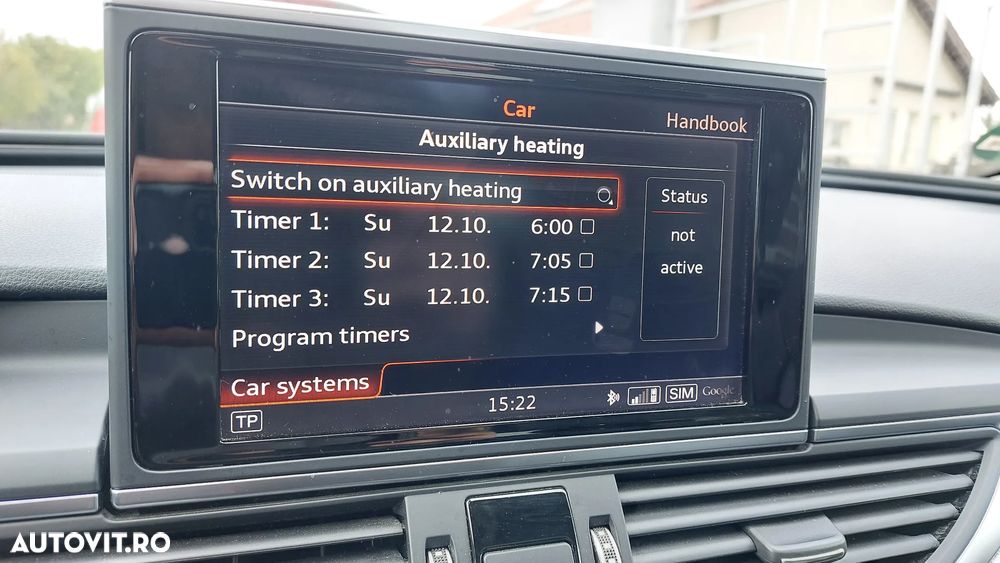 Car
Handbook
Auxiliary heating
Switch on auxiliary heating
Status
not
active
Timer 1: Su 12.10. 6:00
Timer 2: Su 12.10. 7:05
Timer 3: Su 12.10. 7:15
Program timers
Car systems
TP
15:22
SIM
Google
AUTOVIT.RO